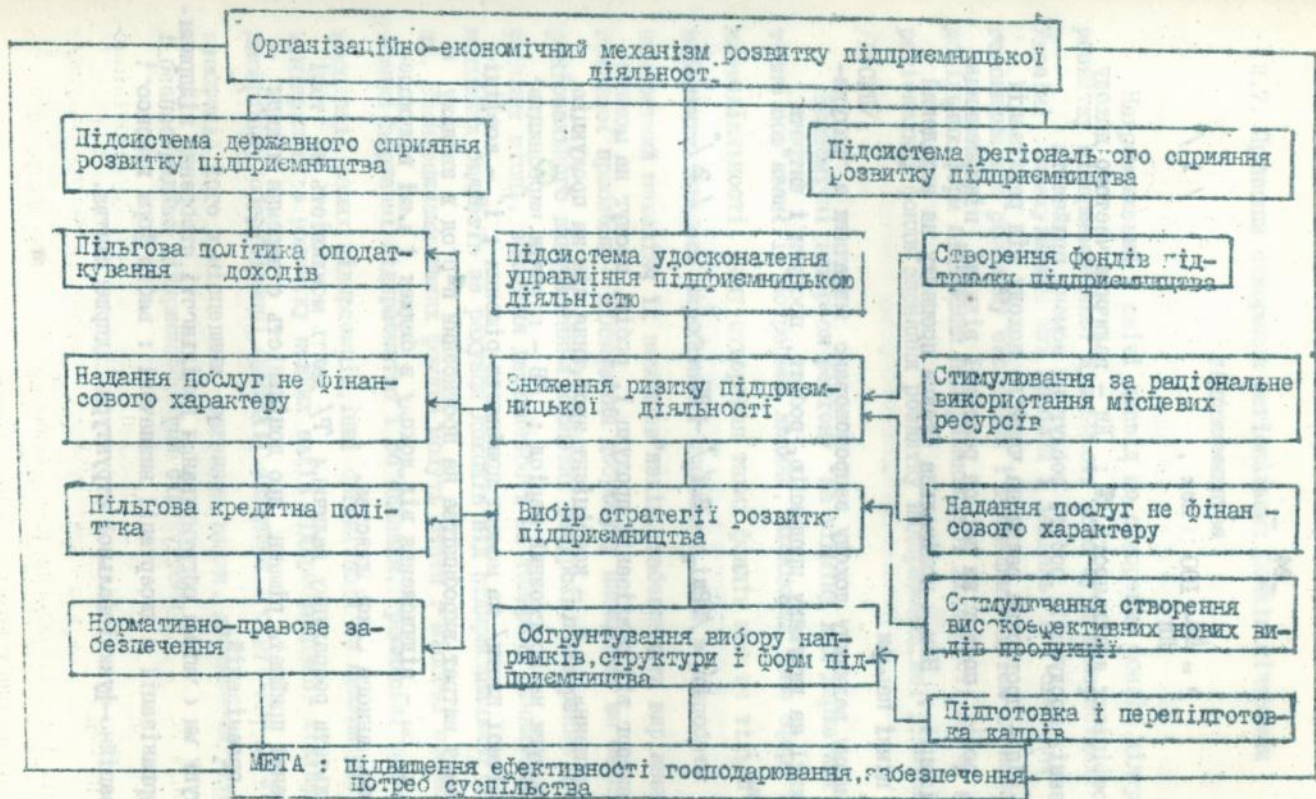 Організаційно-економічний механізм розвитку підприємницької
діяльност
Підсистема державного сприяння
розвитку підприємництва
Підсистема регіонального сприяння
розвитку підприємництва
Пільгова політика оподат-
кування доходів
Підсистема удосконалення
управління підприємницькою
діяльністю
Створення фондів підтримки підприємництва
Надання послуг не фінан-
сового характеру
Зниження ризику підприєм-
ницької діяльності
Стимулювання за раціональне
використання місцевих
ресурсів
Пільгова кредитна полі-
тика
Вибір стратегії розвитк
підприємництва
Надання послуг не фінан-
сового характеру
Нормативно-правове за-
безпечення
Обгрунтування вибору нап-
рямків,структури і форм під-
приємництва
Стимулювання створення
високоефективних нових ви-
дів продукції
Підготовка і перепідготов-
ка кадрів
МЕТА : підвищення ефективності господарювання,забезпечення
потреб суспільства